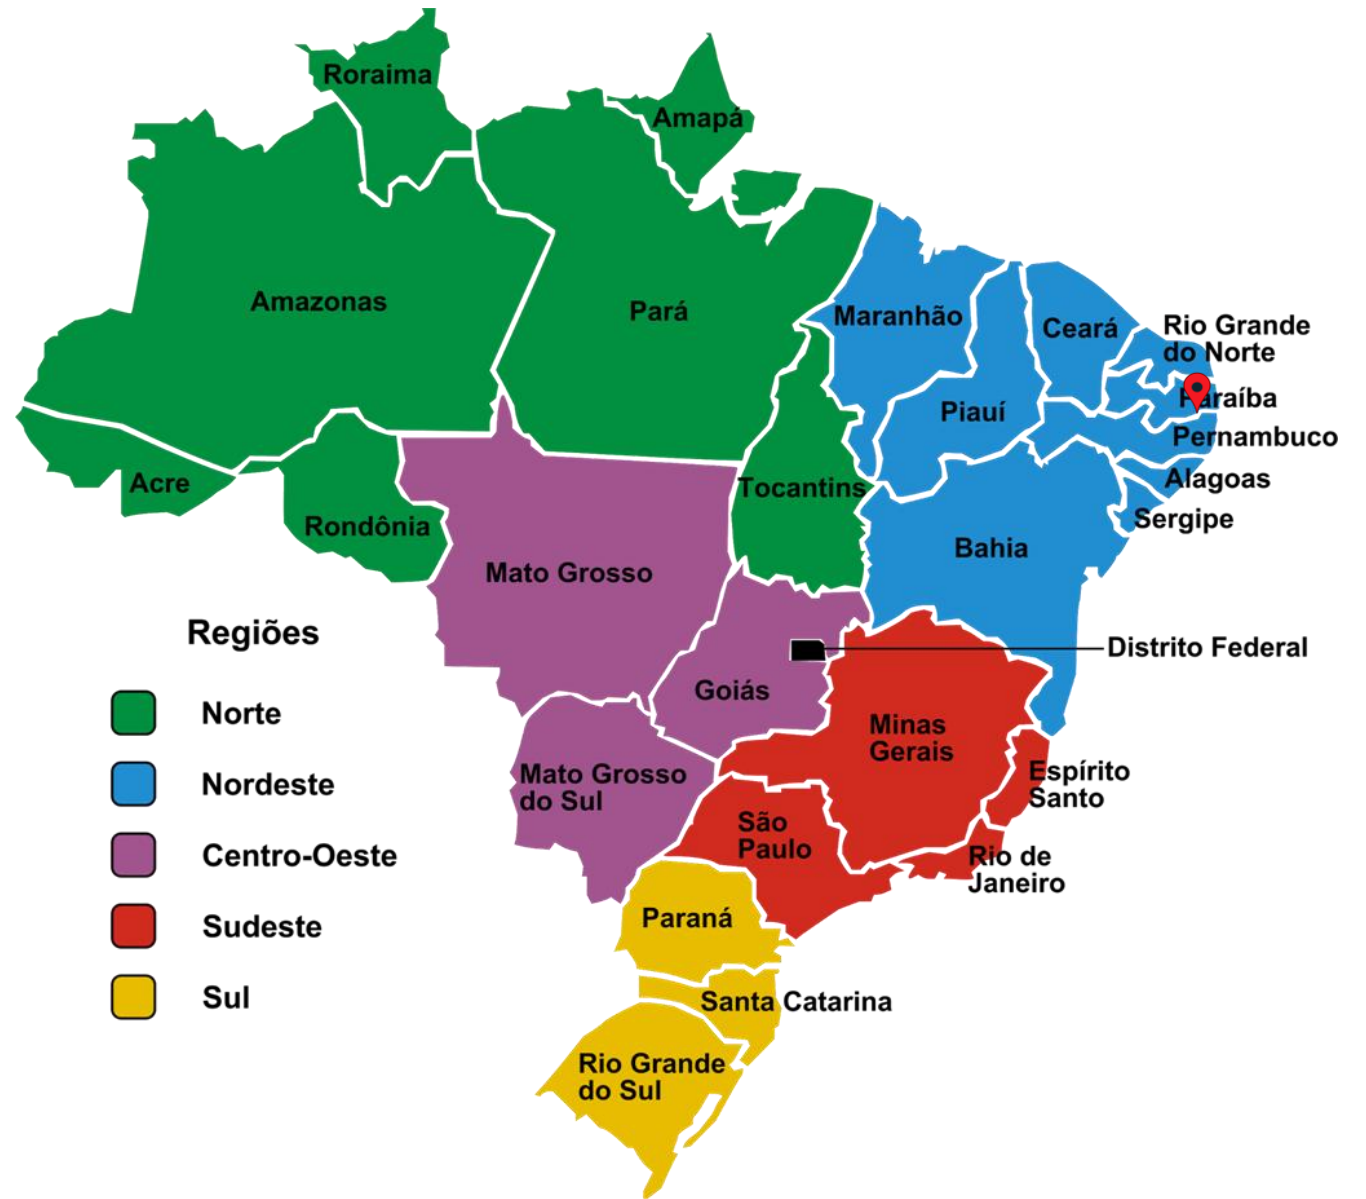 Roraima
Amapá
Amazonas
Pará
Maranhão
Ceará
Rio Grande
do Norte
Paraíba
Piauí
Pernambuco
Acre
Tocantins
Alagoas
Rondônia
Sergipe
Bahia
Mato Grosso
Distrito Federal
Goiás
Minas
Gerais
Mato Grosso
do Sul
Espírito
Santo
São
Paulo
Rio de
Janeiro
Paraná
Santa Catarina
Rio Grande
do Sul
Regiões
Norte
Nordeste
Centro-Oeste
Sudeste
Sul